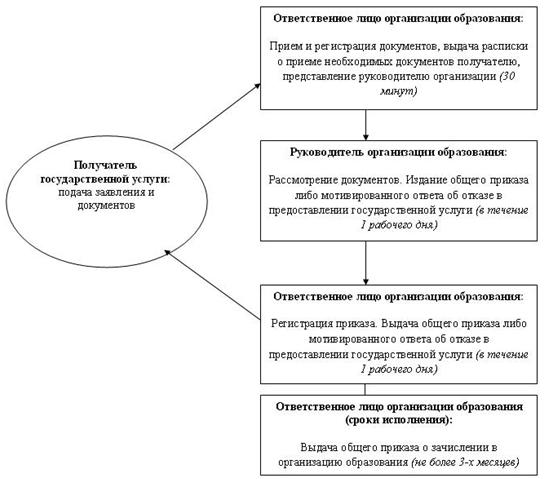 Ответственное лицо организации образования:
Прием и регистрация документов, выдача расписки
о приеме необходимых документов получателю,
представление руководителю организации (30
минут)
Получатель
государственной услуги:
подача заявления и
документов
Руководитель организации образования:
Рассмотрение документов. Издание общего приказа
либо мотивированного ответа об отказе в
предоставлении государственной услуги (в течение
1 рабочего дня)
Ответственное лицо организации образования:
Регистрация приказа. Выдача общего приказа либо
мотивированного ответа об отказе в
предоставлении государственной услуги (в течение
1 рабочего дня)
Ответственное лицо организации образования
(сроки исполнения):
Выдача общего приказа о зачислении в
организацию образования (не более 3-х месяцев)